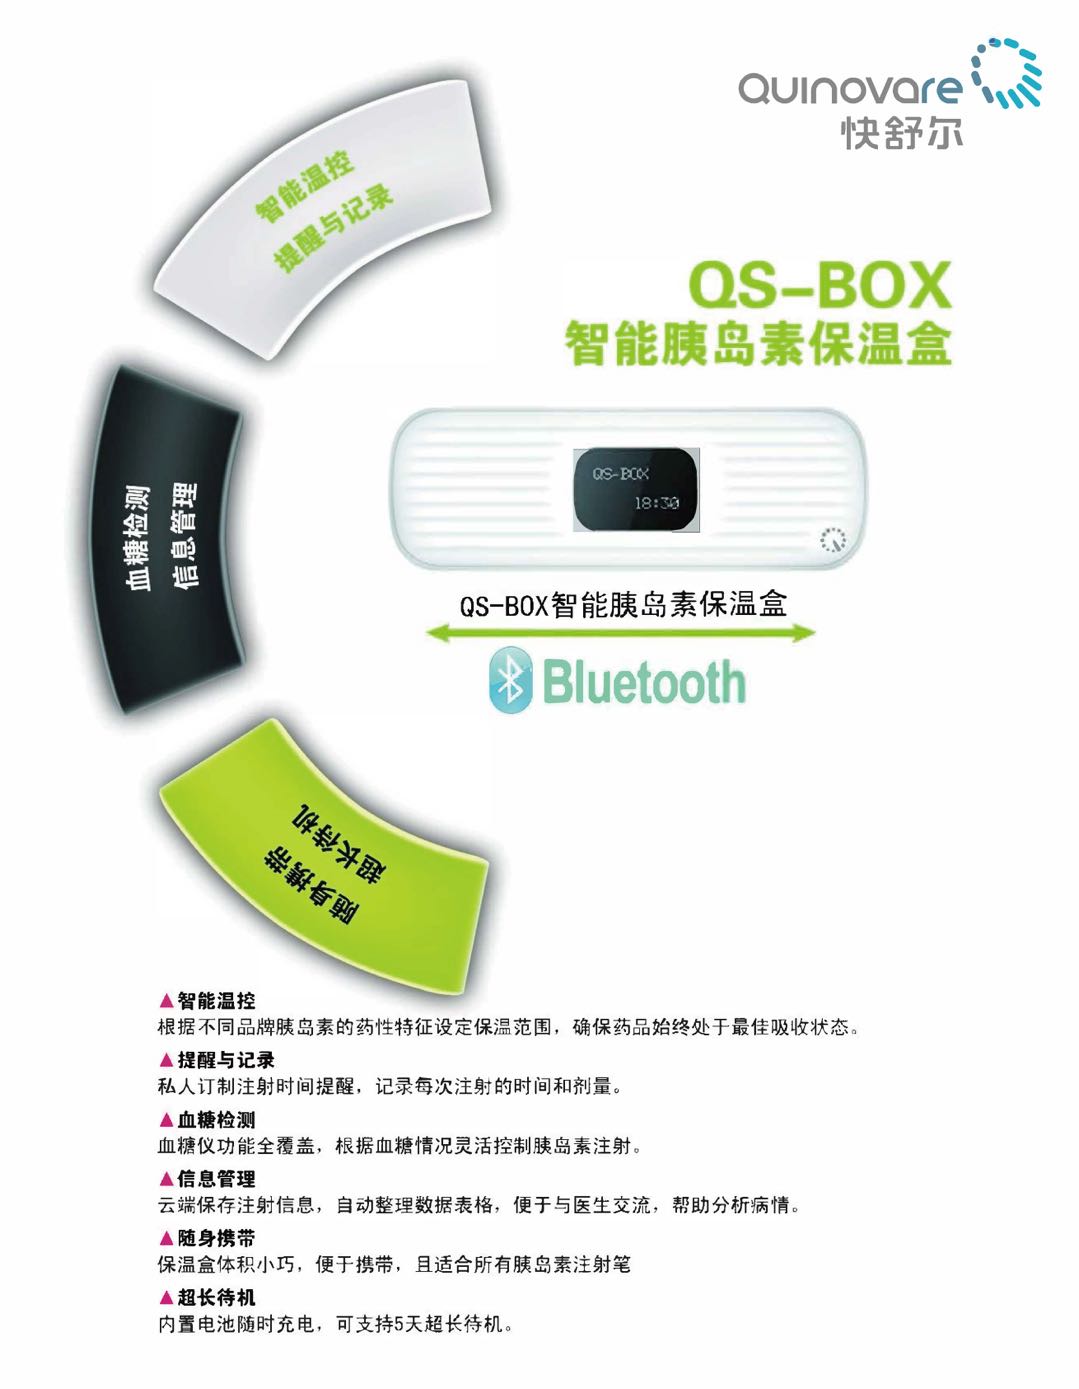 Quinovare
快舒尔
智能温控
提醒与记录
QS-BOX
智能胰岛素保温盒
QS-BOX
18:30
血糖检测
信息管理
QS-BOX智能胰岛素保温盒
Bluetooth
超长待机
随身携带
▲智能温控
根据不同品牌胰岛素的药性特征设定保温范围，确保药品始终处于最佳吸收状态。
▲提醒与记录
私人订制注射时间提醒，记录每次注射的时间和剂量。
▲血糖检测
血糖仪功能全覆盖，根据血糖情况灵活控制胰岛素注射。
▲信息管理
云端保存注射信息，自动整理数据表格，便于与医生交流，帮助分析病情。
▲随身携带
保温盒体积小巧，便于携带，且适合所有胰岛素注射笔
▲超长待机
内置电池随时充电，可支持5天超长待机。